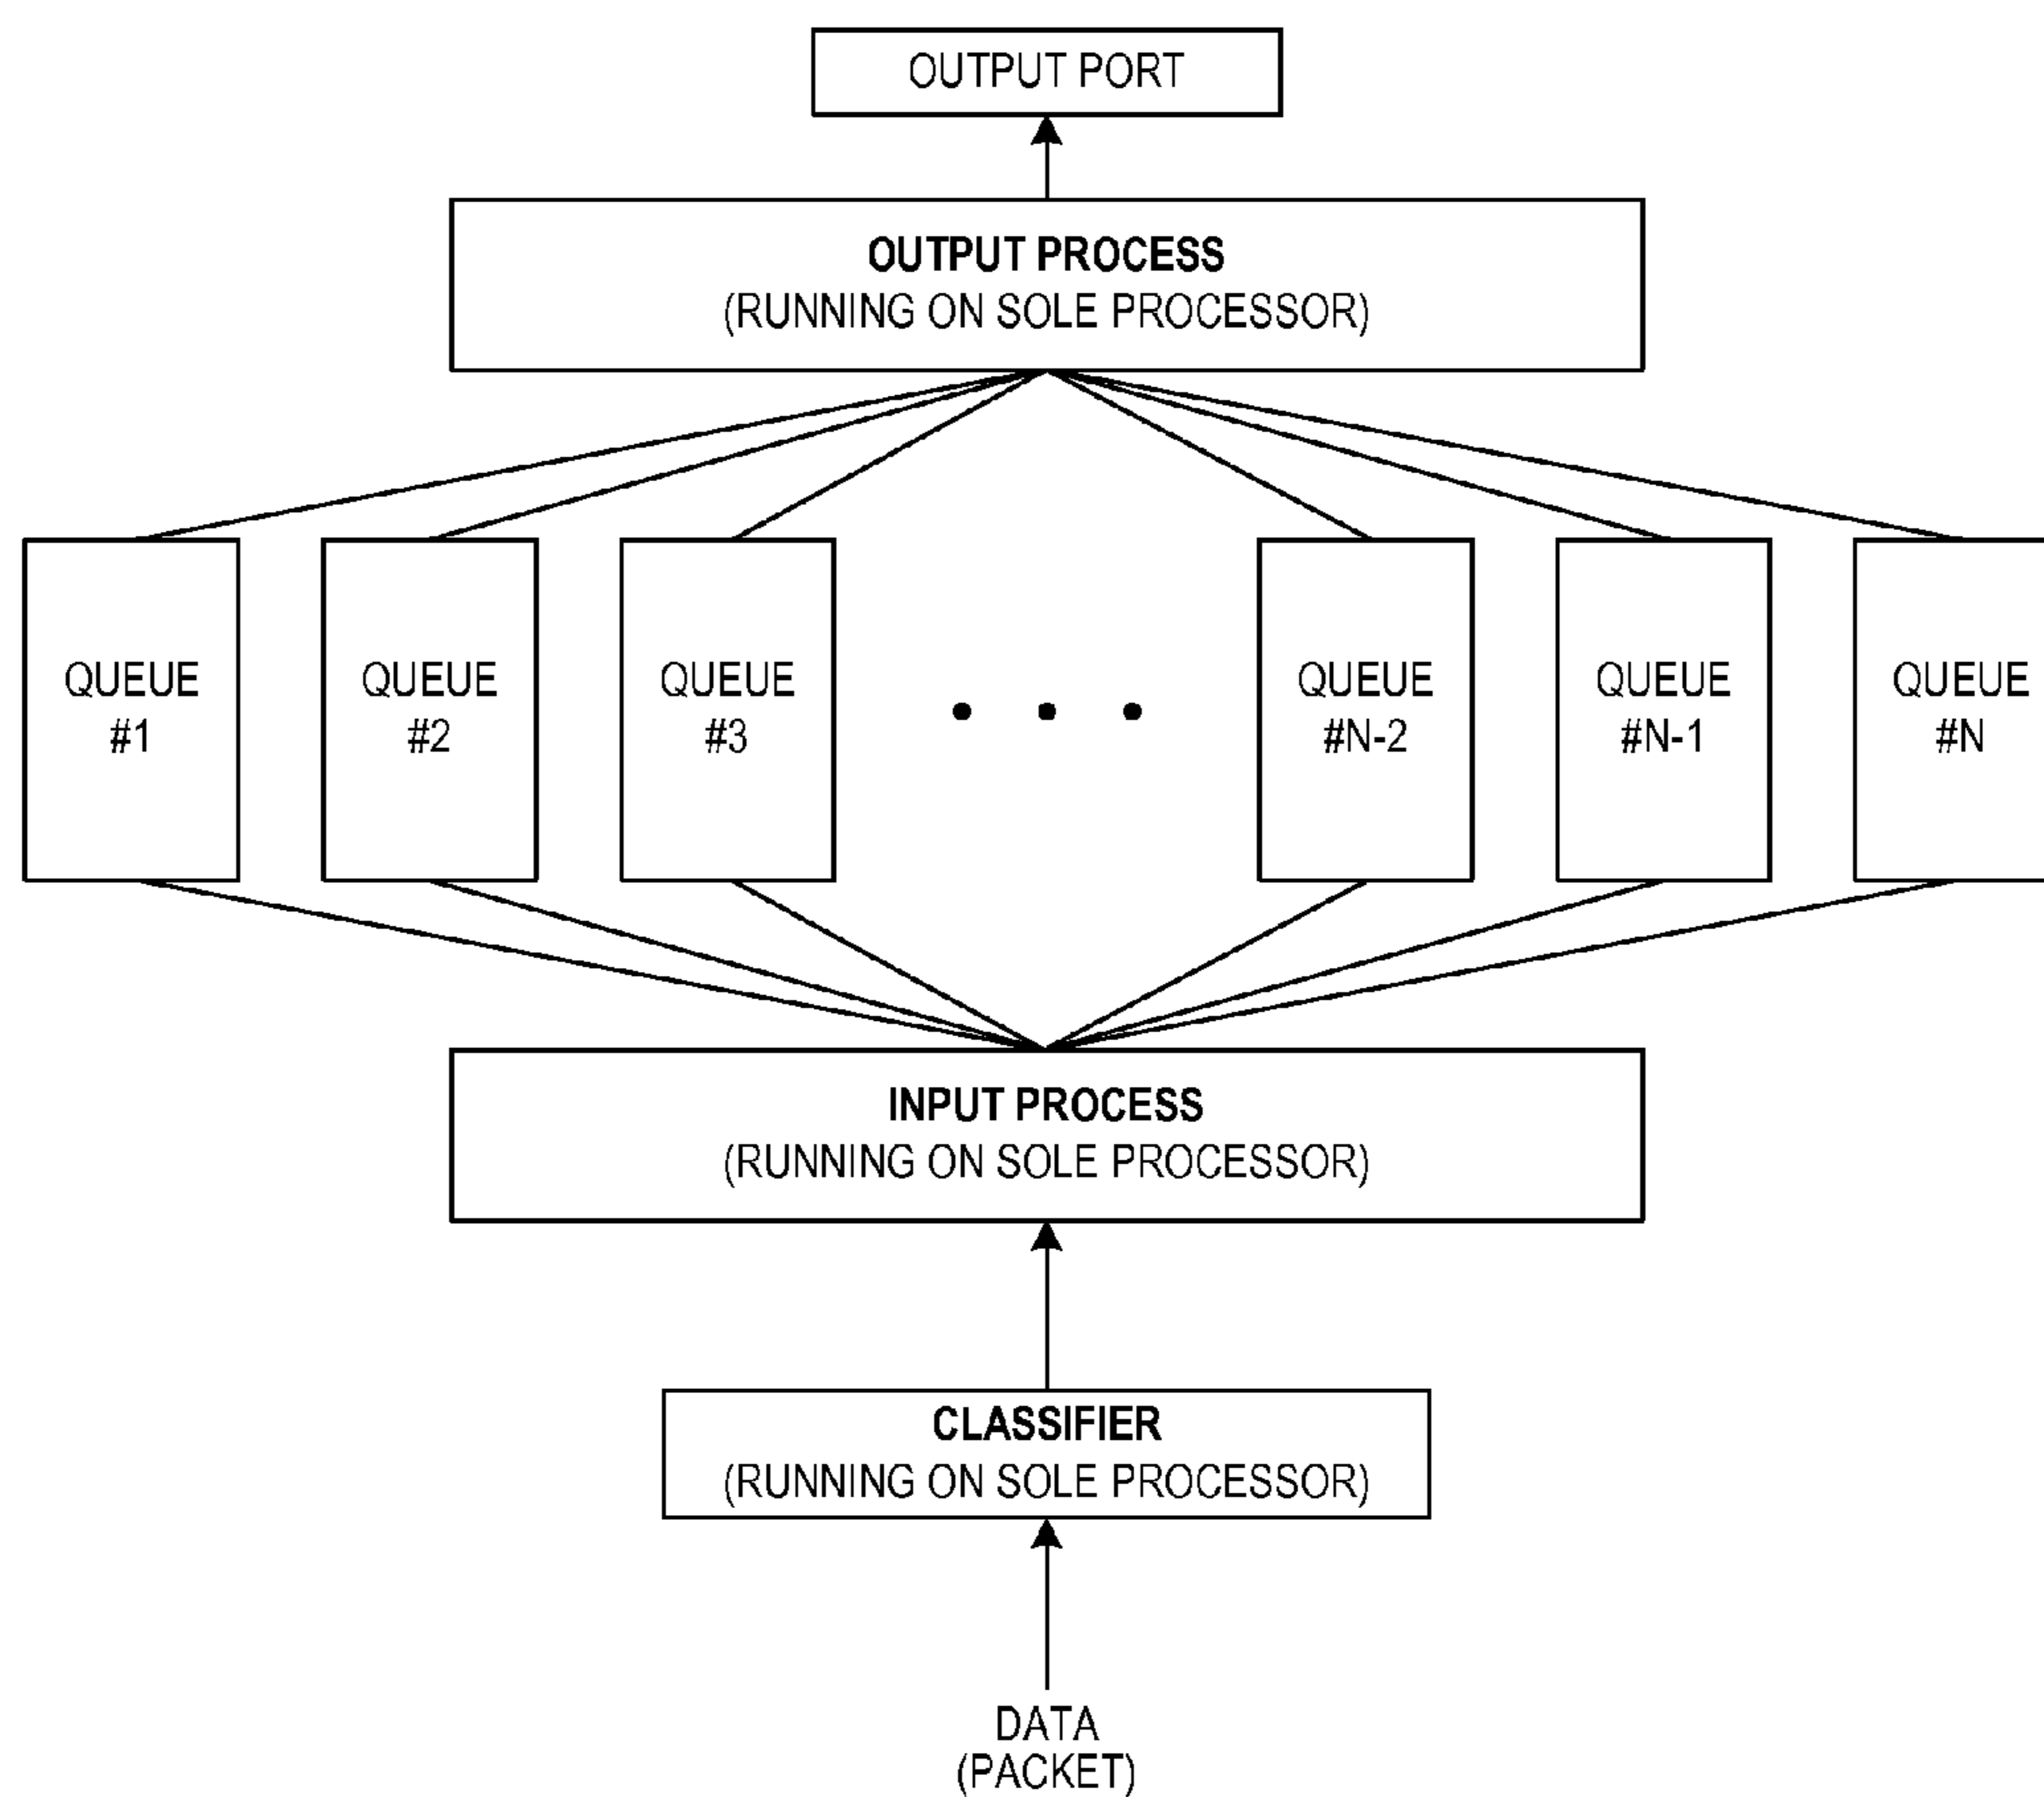 OUTPUT PORT
OUTPUT PROCESS
(RUNNING ON SOLE PROCESSOR)
QUEUE
#1
QUEUE
#2
QUEUE
#3
QUEUE
#N-2
QUEUE
#N-1
QUEUE
#N
INPUT PROCESS
(RUNNING ON SOLE PROCESSOR)
CLASSIFIER
(RUNNING ON SOLE PROCESSOR)
DATA
(PACKET)